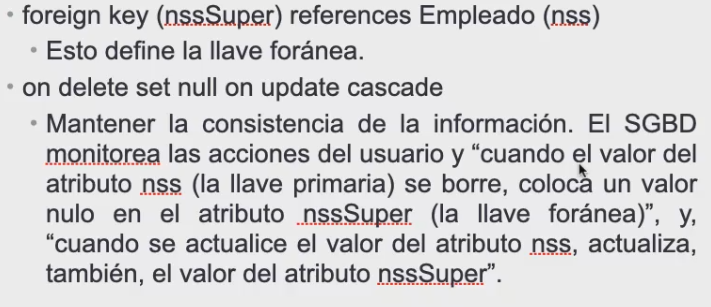 • foreign key (nssSuper) references Empleado (nss)
• Esto define la llave foránea.
• on delete set null on update cascade
• Mantener la consistencia de la información. El SGBD
monitorea las acciones del usuario y “cuando el valor del
atributo nss (la llave primaria) se borre, coloca un valor
nulo en el atributo nssSuper (la llave foránea)”, y,
“cuando se actualice el valor del atributo nss, actualiza,
también, el valor del atributo nssSuper”.